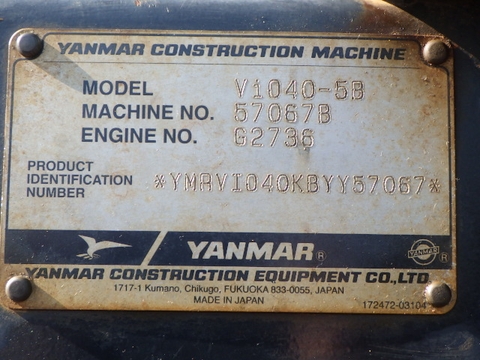 YANMAR CONSTRUCTION MACHINE
MODEL V1040-5B
MACHINE NO. 57067B
ENGINE NO. G2736
PRODUCT
IDENTIFICATION
NUMBER *YMRVI040KBYY57067*
YANMAR ®
YANMAR ®
YANMAR CONSTRUCTION EQUIPMENT CO.,LTD.
1717-1 Kumano, Chikugo, FUKUOKA 833-0055, JAPAN
MADE IN JAPAN
172472-03104